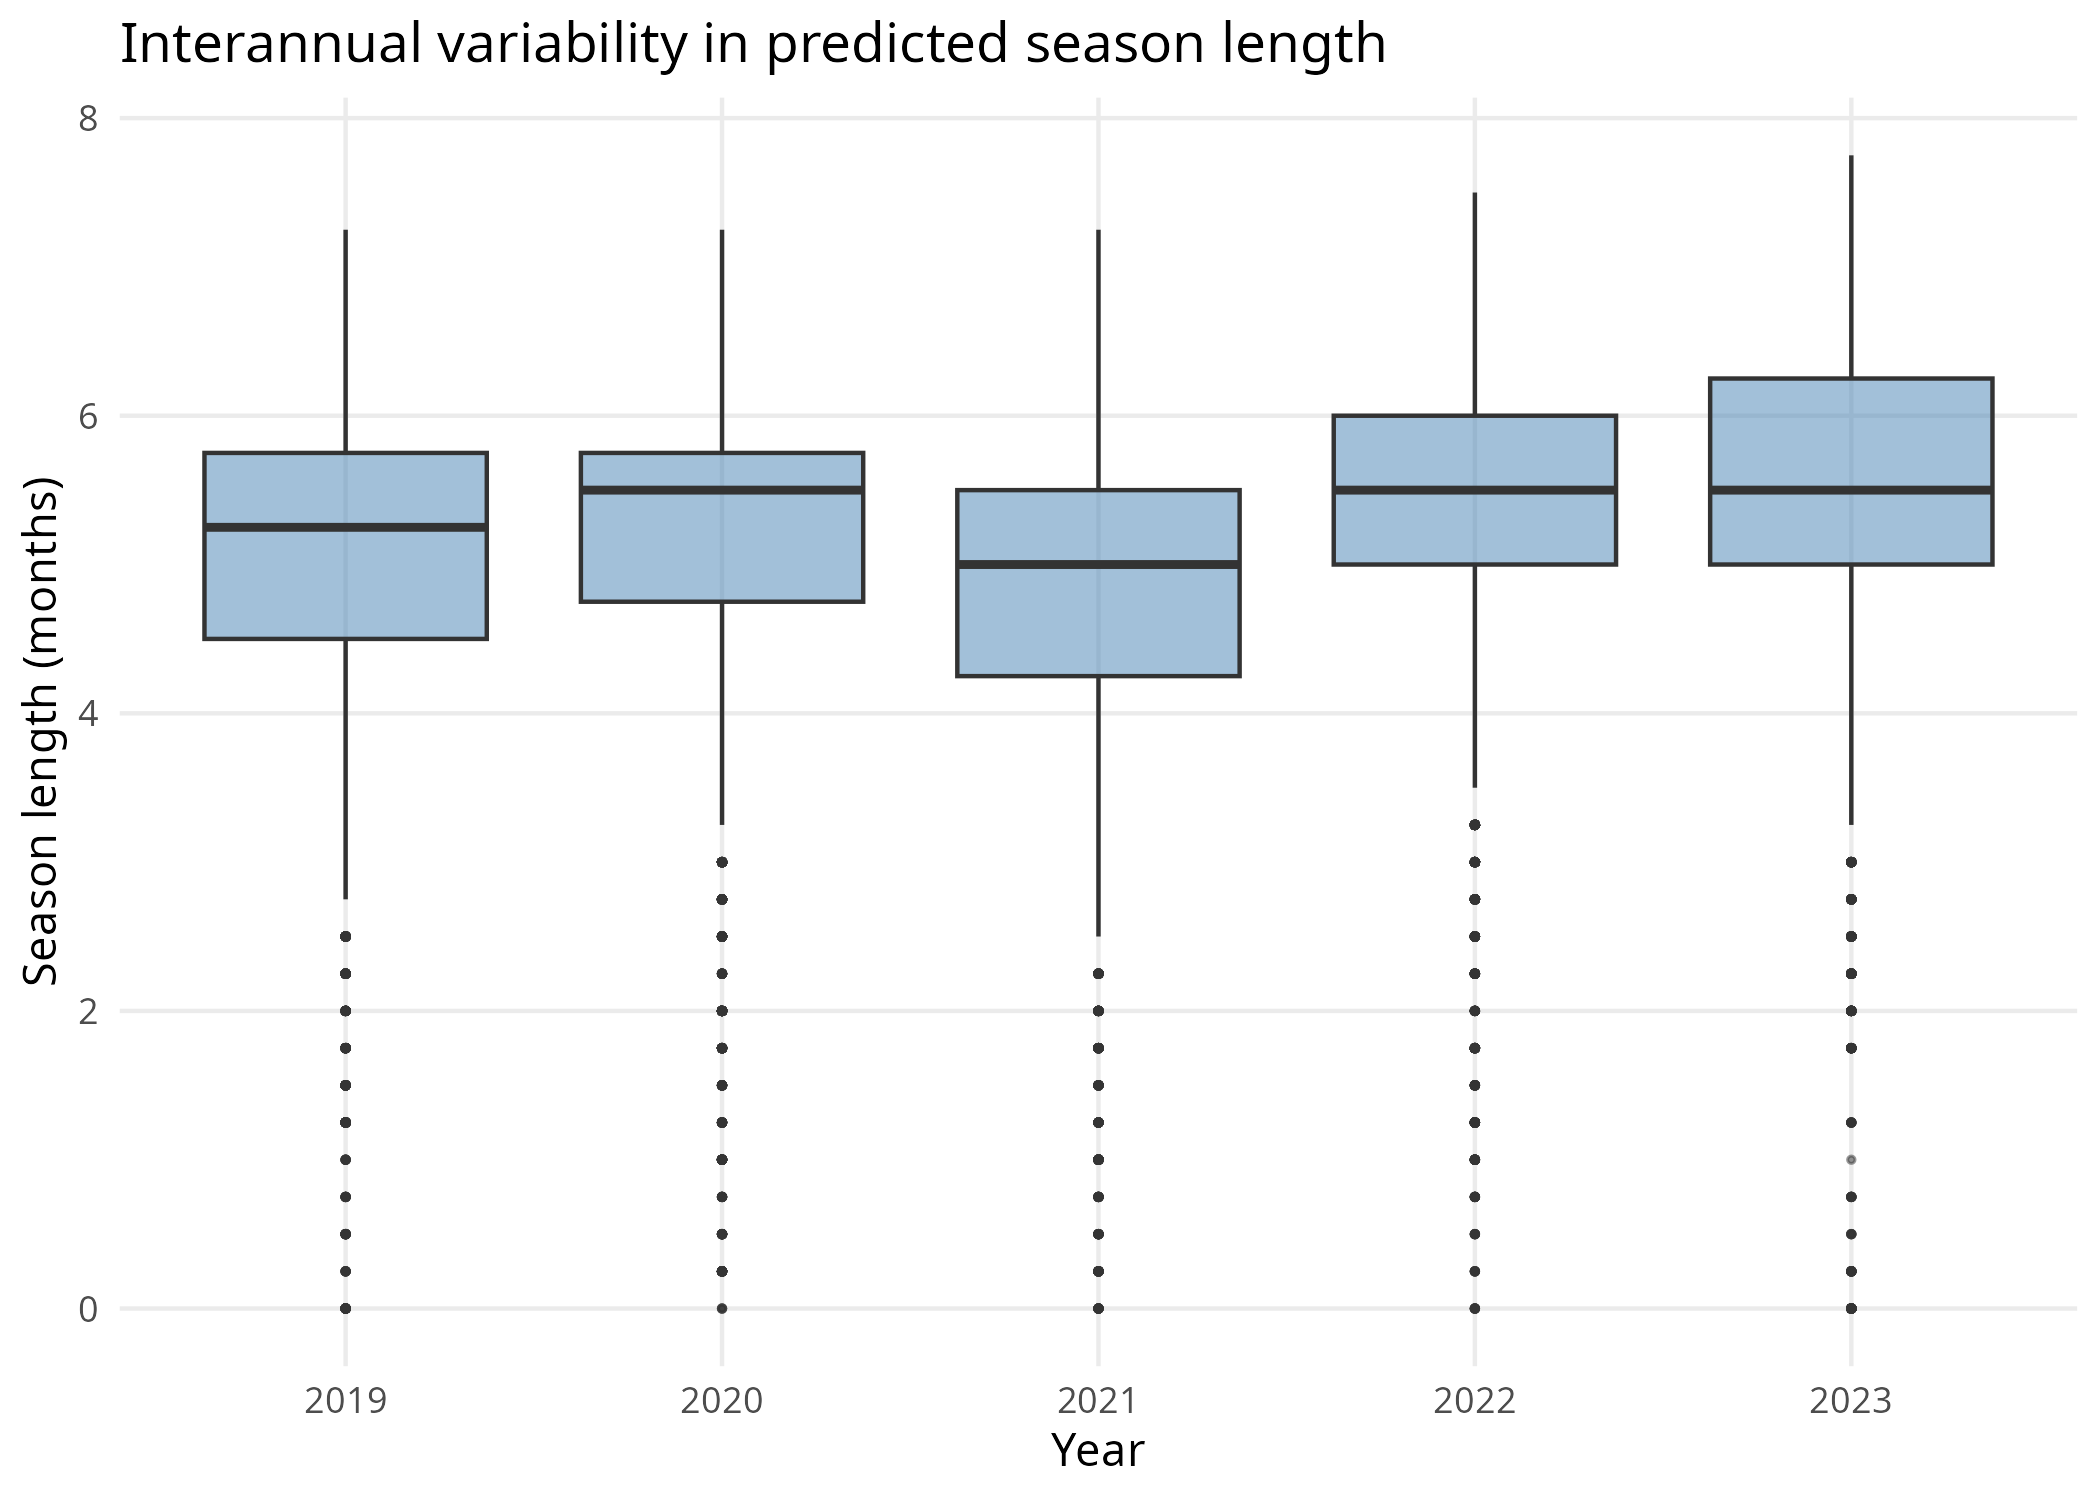 Interannual variability in predicted season length
8
6
4
2
0
Season length (months)
2019 2020 2021 2022 2023
Year